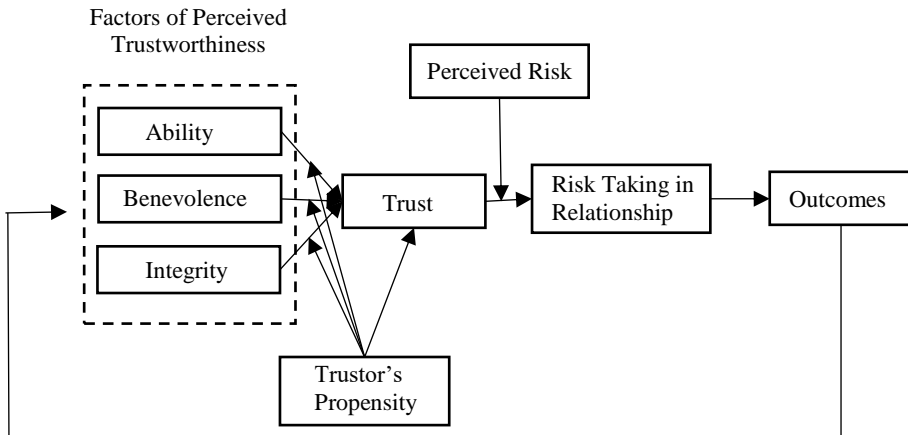 Factors of Perceived
Trustworthiness
Perceived Risk
Ability
Benevolence
Trust
Risk Taking in
Relationship
Outcomes
Integrity
Trustor’s
Propensity